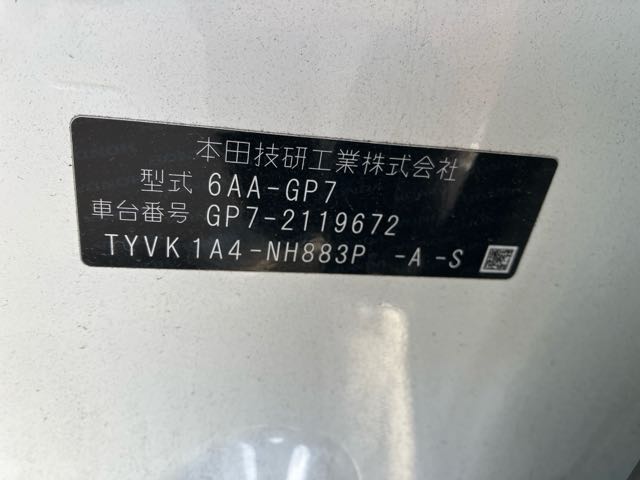 本田技研工業株式会社
型式 6AA-GP7
車台番号 GP7-2119672
TYVK1A4-NH883P -A-S